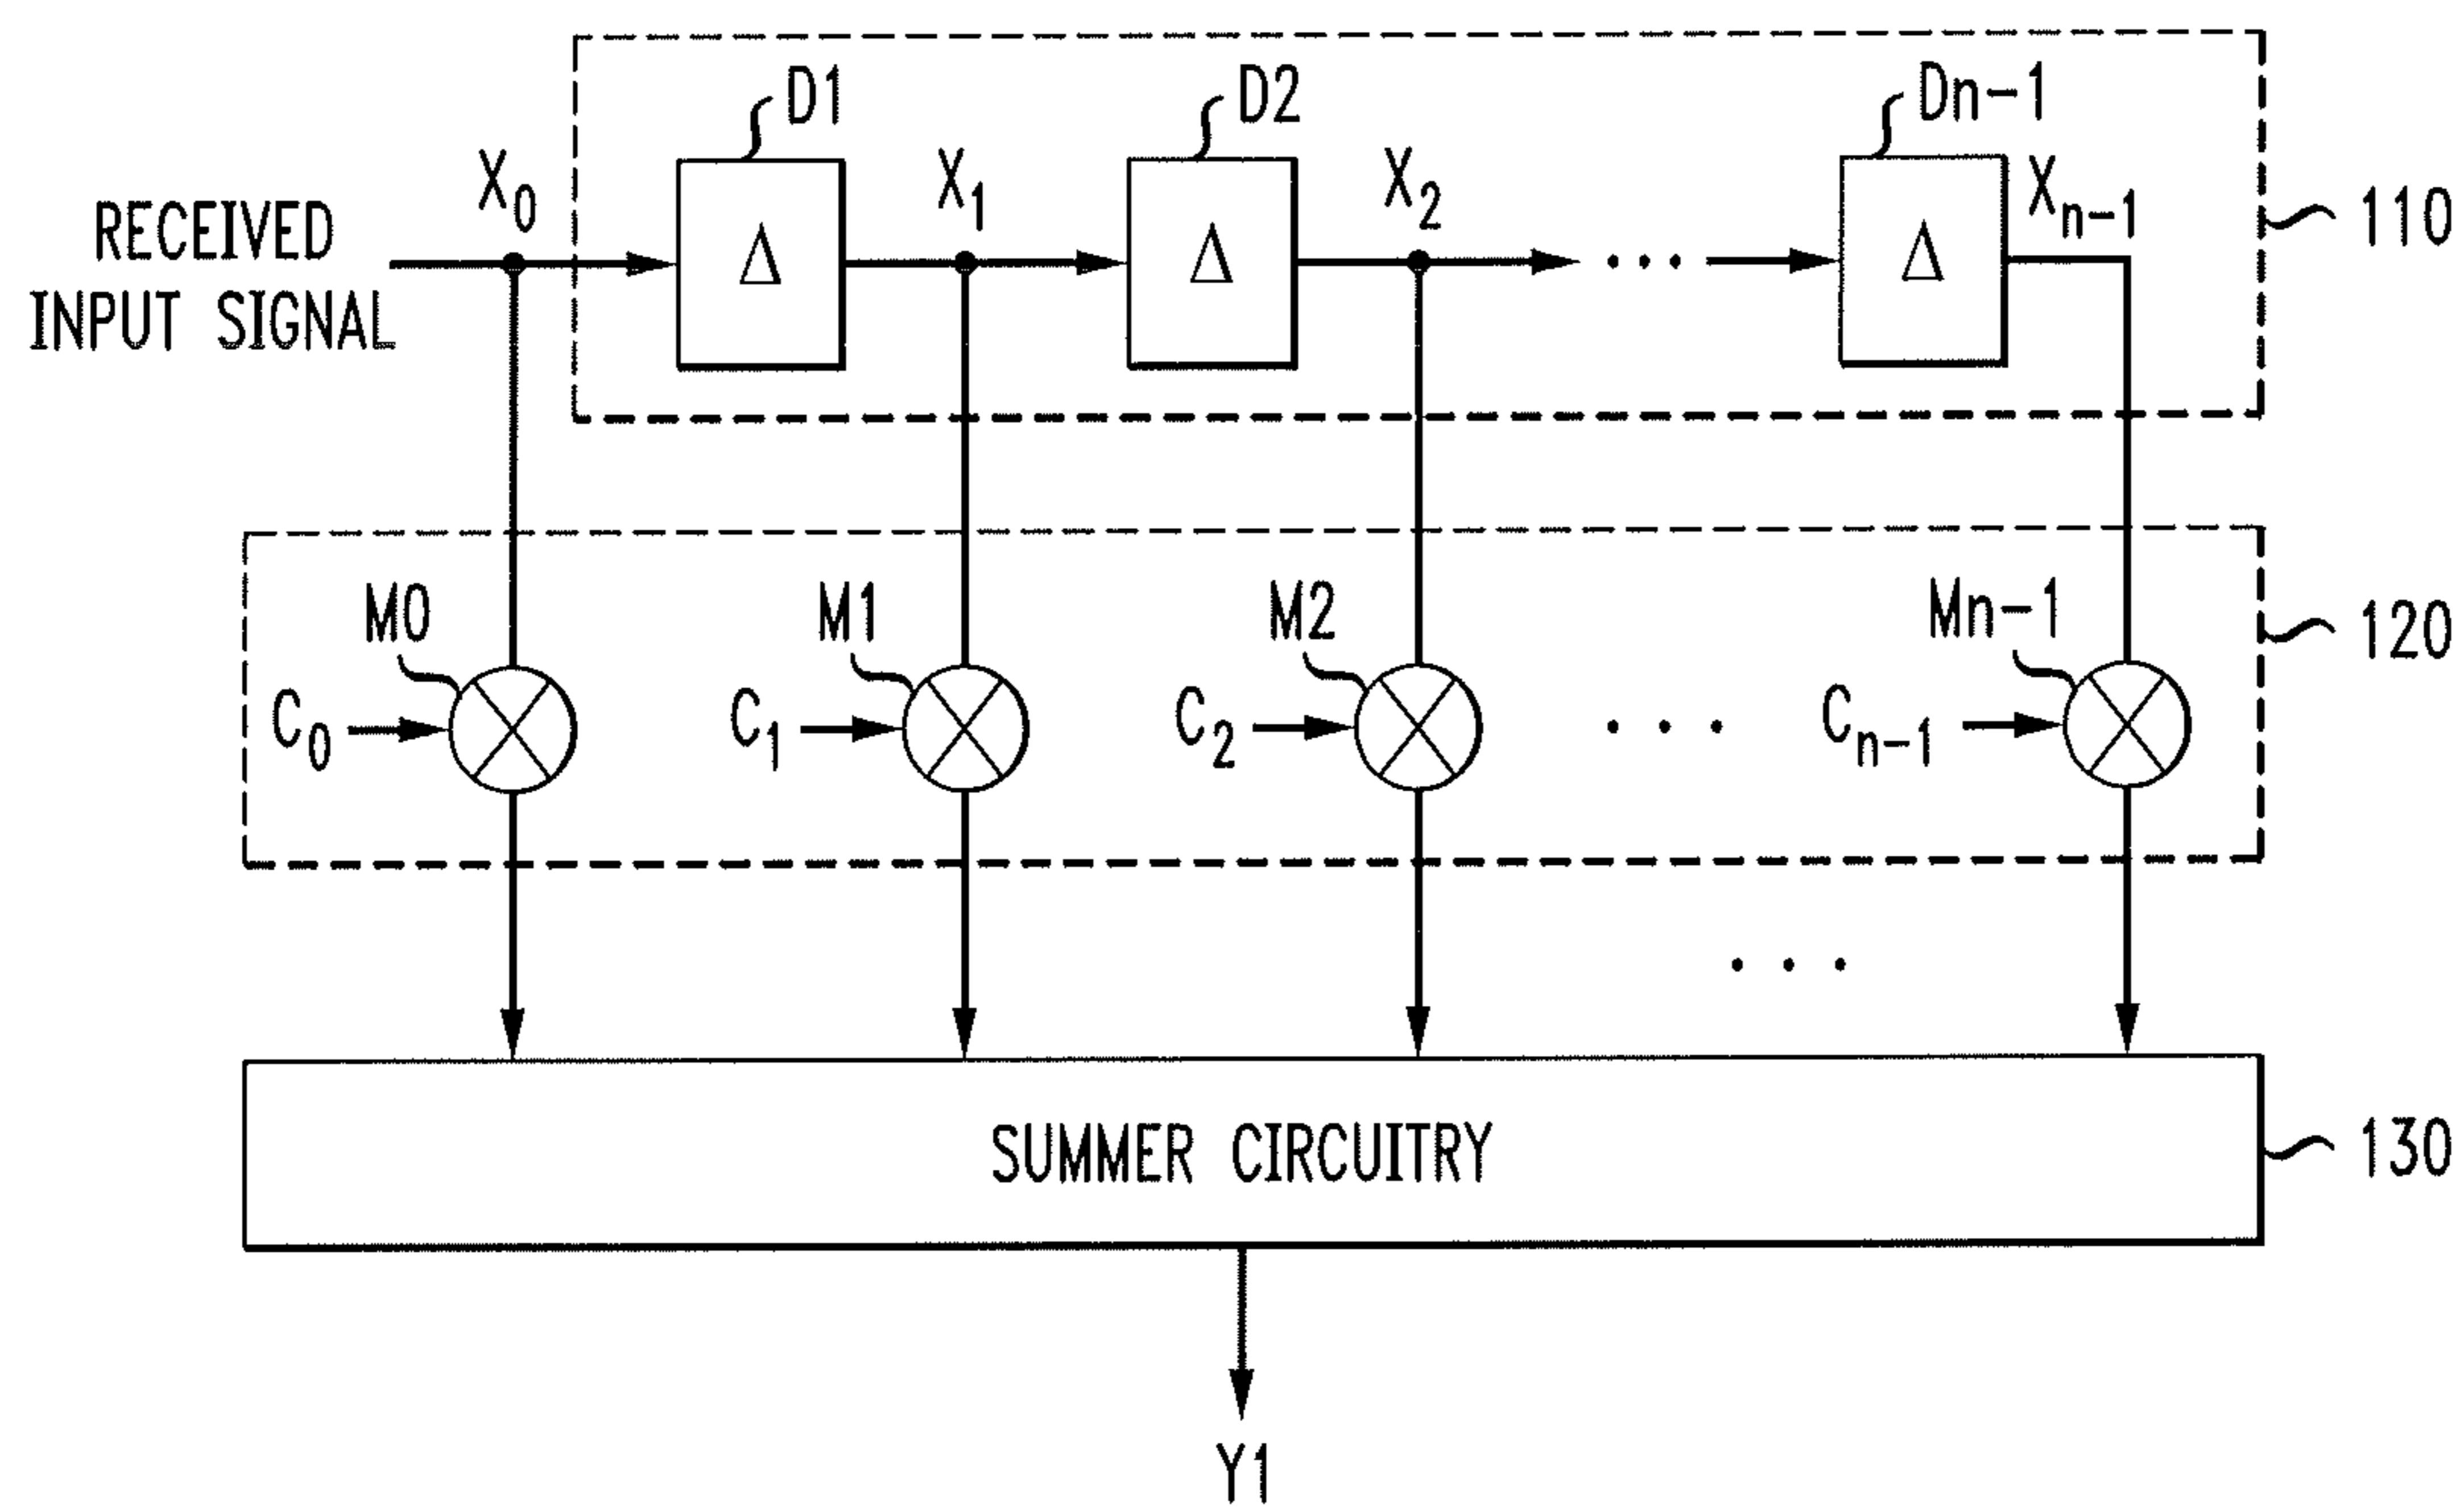 D1 D2 Dn-1
X0 X1 X2 Xn-1
110
RECEIVED
INPUT SIGNAL
Δ Δ ... Δ
M0 M1 M2 Mn-1
120
C0 C1 C2 ... Cn-1
...
SUMMER CIRCUITRY
130
Y1